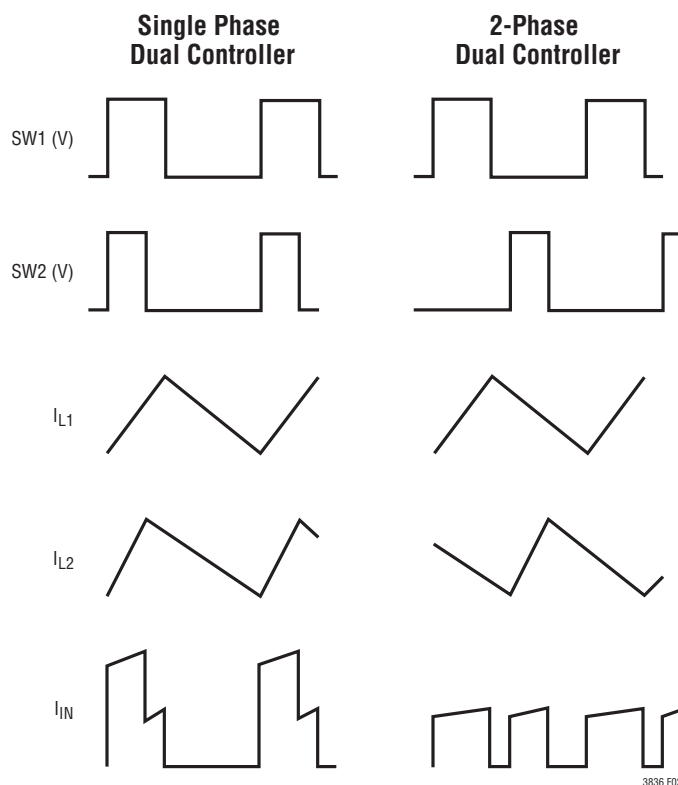 Single Phase
Dual Controller
2-Phase
Dual Controller
SW1 (V)
SW2 (V)
IL1
IL2
IIN